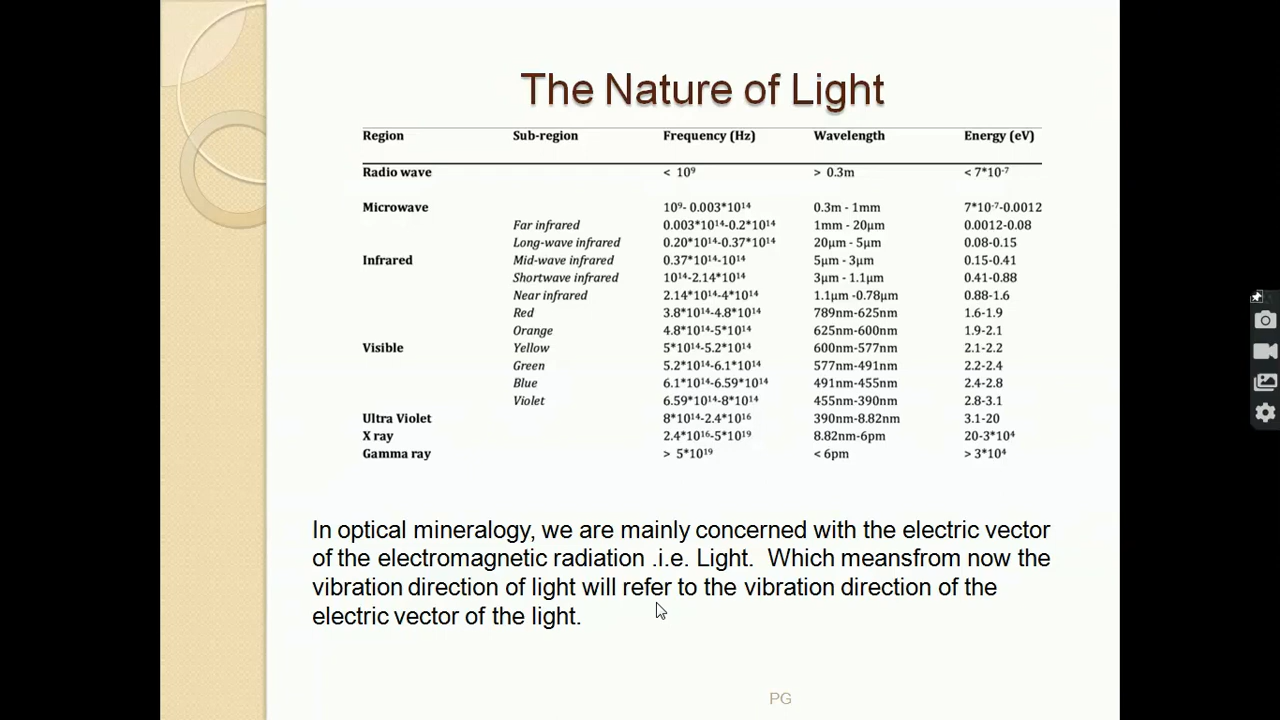 The Nature of Light
Region Sub-region Frequency (Hz) Wavelength Energy (eV)
Radio wave < 10⁹ > 0.3m < 7*10⁻⁷
Microwave 10⁹- 0.003*10¹⁴ 0.3m - 1mm 7*10⁻⁷-0.0012
Far infrared 0.003*10¹⁴-0.2*10¹⁴ 1mm - 20µm 0.0012-0.08
Long-wave infrared 0.20*10¹⁴-0.37*10¹⁴ 20µm - 5µm 0.08-0.15
Infrared Mid-wave infrared 0.37*10¹⁴-10¹⁴ 5µm - 3µm 0.15-0.41
Shortwave infrared 10¹⁴-2.14*10¹⁴ 3µm - 1.1µm 0.41-0.88
Near infrared 2.14*10¹⁴-4*10¹⁴ 1.1µm -0.78µm 0.88-1.6
Red 3.8*10¹⁴-4.8*10¹⁴ 789nm-625nm 1.6-1.9
Orange 4.8*10¹⁴-5*10¹⁴ 625nm-600nm 1.9-2.1
Visible Yellow 5*10¹⁴-5.2*10¹⁴ 600nm-577nm 2.1-2.2
Green 5.2*10¹⁴-6.1*10¹⁴ 577nm-491nm 2.2-2.4
Blue 6.1*10¹⁴-6.59*10¹⁴ 491nm-455nm 2.4-2.8
Violet 6.59*10¹⁴-8*10¹⁴ 455nm-390nm 2.8-3.1
Ultra Violet 8*10¹⁴-2.4*10¹⁶ 390nm-8.82nm 3.1-20
X ray 2.4*10¹⁶-5*10¹⁹ 8.82nm-6pm 20-3*10⁴
Gamma ray > 5*10¹⁹ < 6pm > 3*10⁴
In optical mineralogy, we are mainly concerned with the electric vector
of the electromagnetic radiation .i.e. Light. Which meansfrom now the
vibration direction of light will refer to the vibration direction of the
electric vector of the light.
PG